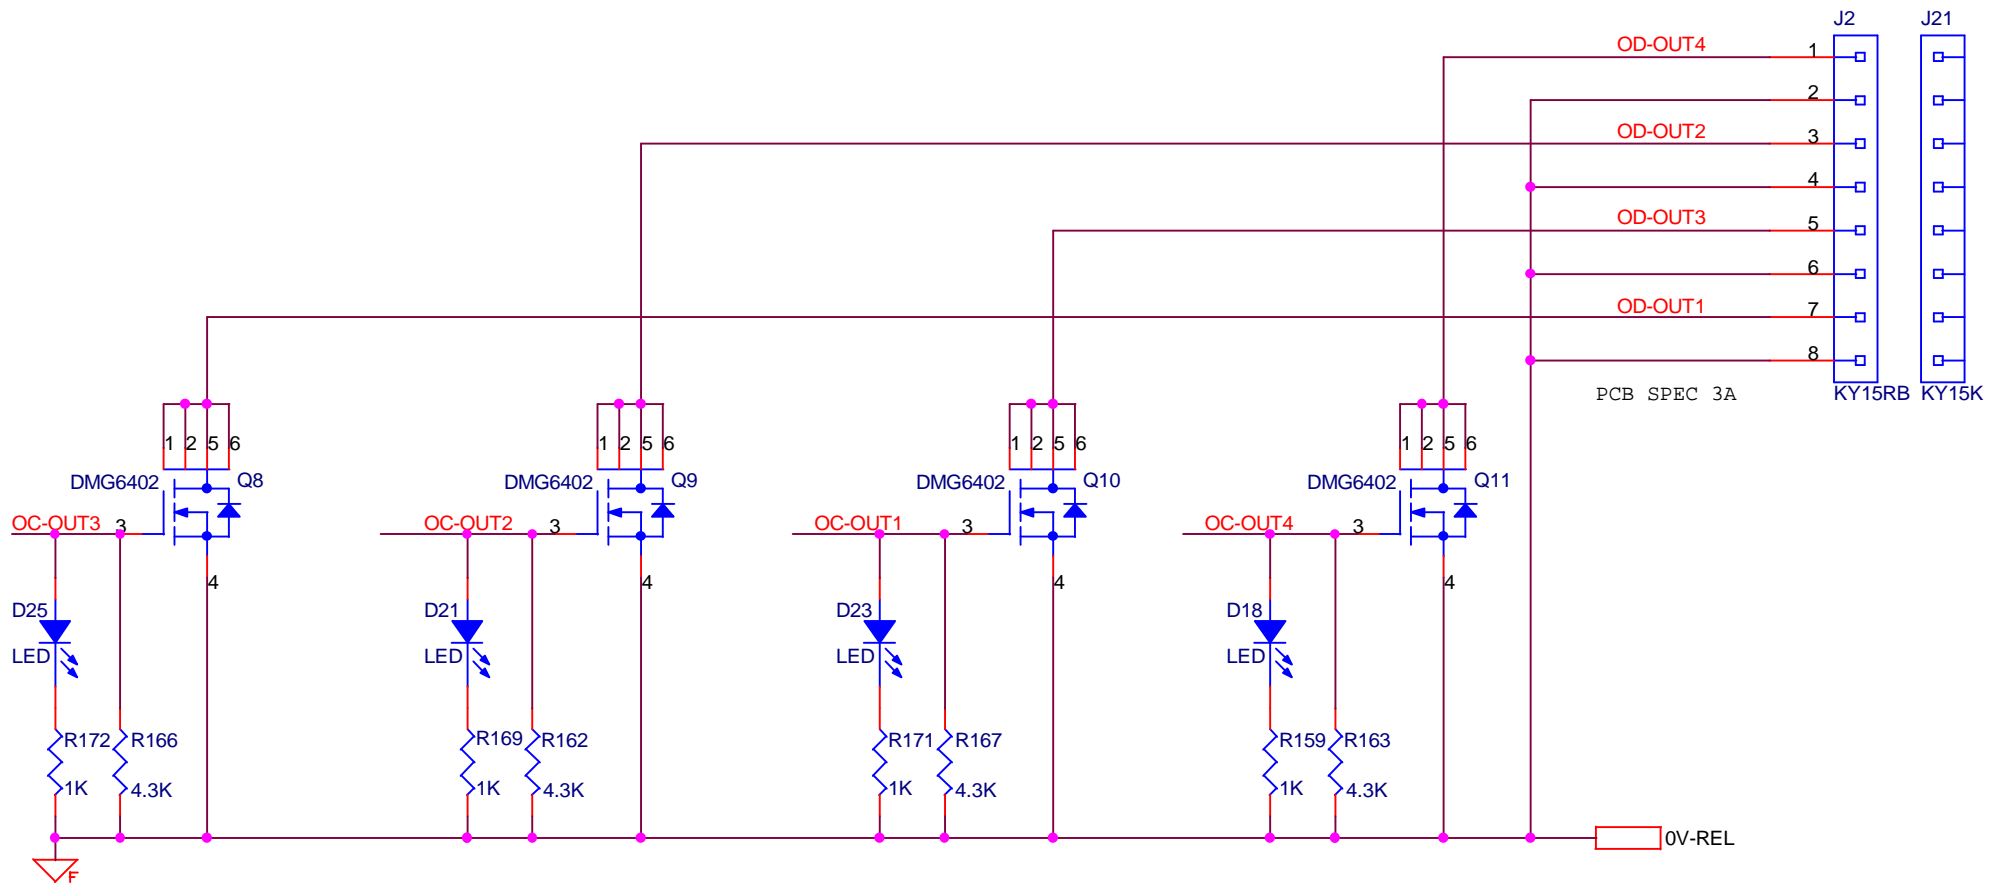 J2 J21
OD-OUT4 1
2
OD-OUT2 3
4
OD-OUT3 5
6
OD-OUT1 7
8
PCB SPEC 3A KY15RB KY15K
1 2 5 6 1 2 5 6 1 2 5 6 1 2 5 6
DMG6402 Q8 DMG6402 Q9 DMG6402 Q10 DMG6402 Q11
OC-OUT3 3 OC-OUT2 3 OC-OUT1 3 OC-OUT4 3
4 4 4 4
D25 D21 D23 D18
LED LED LED LED
R172 R166 R169 R162 R171 R167 R159 R163
1K 4.3K 1K 4.3K 1K 4.3K 1K 4.3K
0V-REL
F